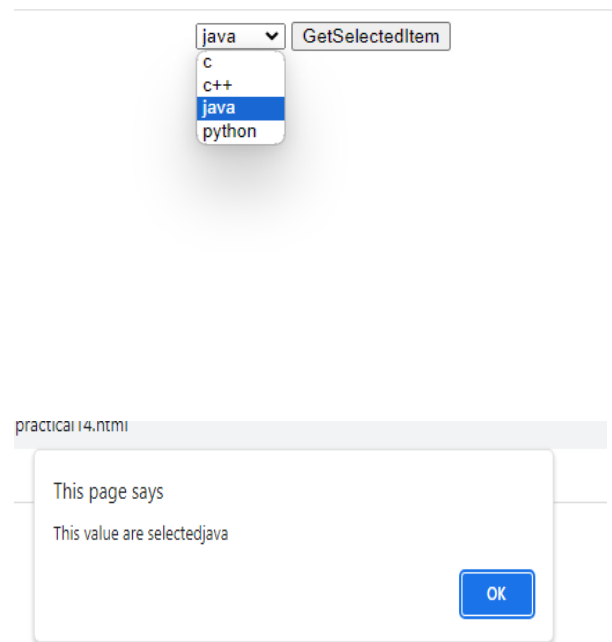 java GetSelectedItem
c
c++
java
python
practical14.html
This page says
This value are selectedjava
OK